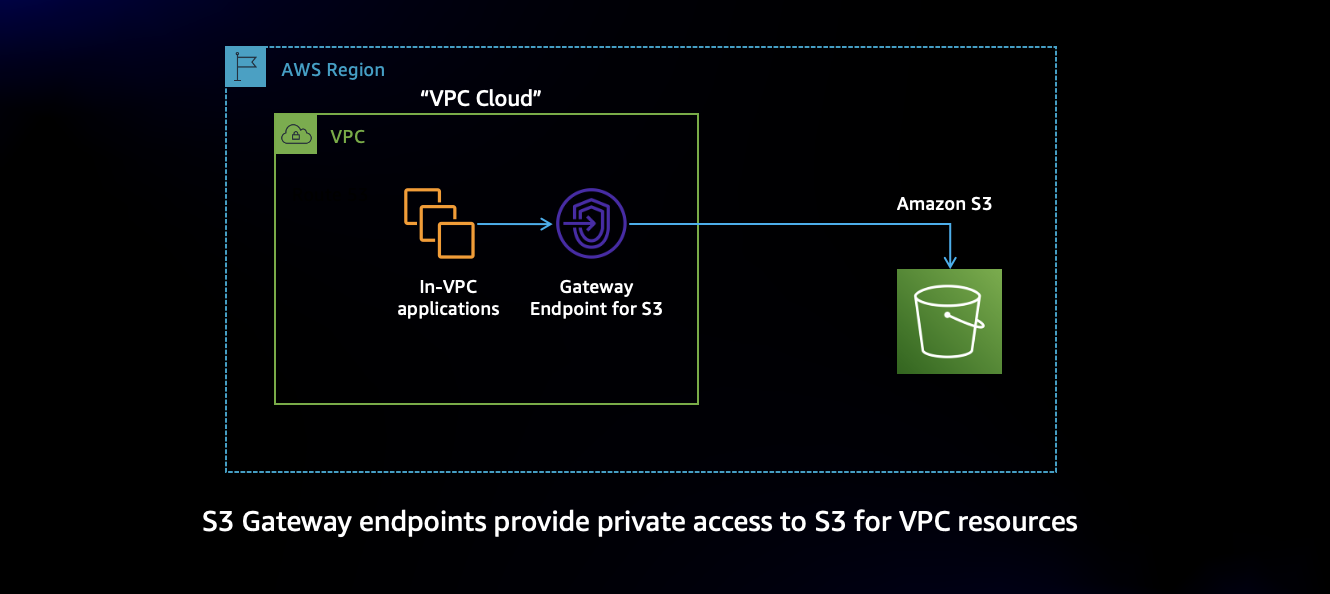 AWS Region
“VPC Cloud”
VPC
Amazon S3
In-VPC
applications
Gateway
Endpoint for S3
S3 Gateway endpoints provide private access to S3 for VPC resources